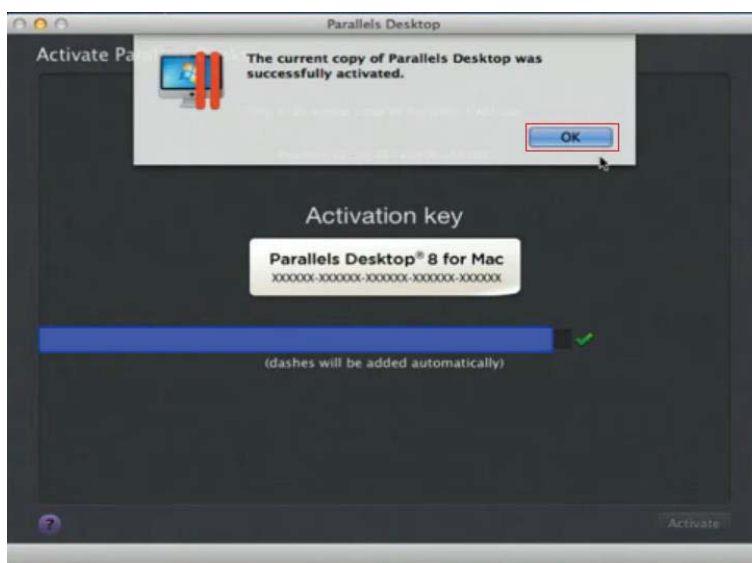 Parallels Desktop
Activate Pa
The current copy of Parallels Desktop was
successfully activated.
OK
Activation key
Parallels Desktop® 8 for Mac
XXXXXX-XXXXXX-XXXXXX-XXXXXX-XXXXXX
(dashes will be added automatically)
?
Activate